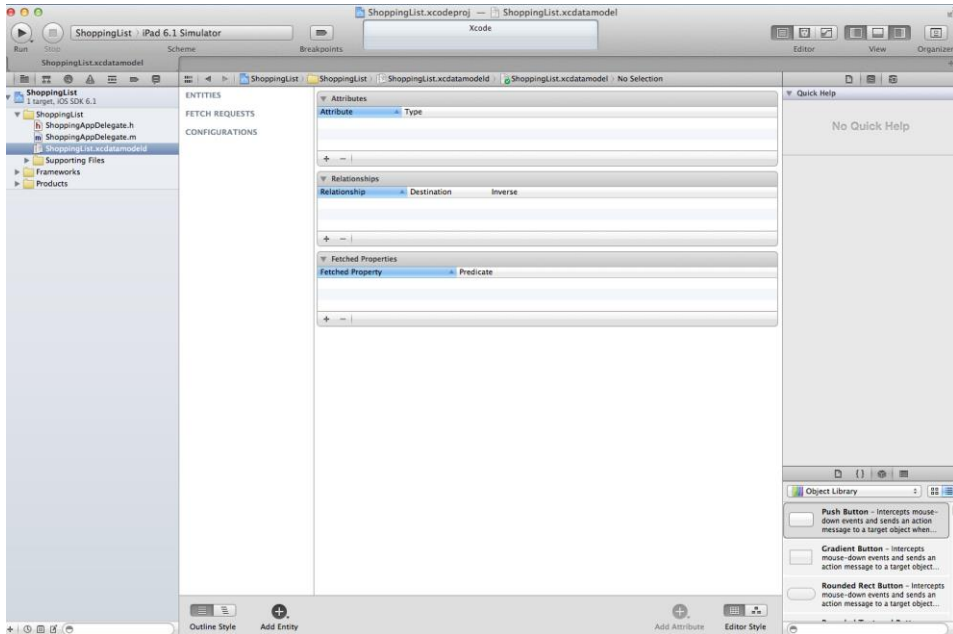 ShoppingList.xcodeproj — ShoppingList.xcdatamodel
ShoppingList › iPad 6.1 Simulator
Xcode
Run
Stop
Scheme
Breakpoints
Editor
View
Organizer
ShoppingList.xcdatamodel
ShoppingList › ShoppingList › ShoppingList.xcdatamodeld › ShoppingList.xcdatamodel › No Selection
ShoppingList
1 target, iOS SDK 6.1
ShoppingList
h ShoppingAppDelegate.h
m ShoppingAppDelegate.m
ShoppingList.xcdatamodeld
Supporting Files
Frameworks
Products
ENTITIES
FETCH REQUESTS
CONFIGURATIONS
Attributes
Attribute Type
+ −
Relationships
Relationship Destination Inverse
+ −
Fetched Properties
Fetched Property Predicate
+ −
Quick Help
No Quick Help
{ }
Object Library
Push Button – Intercepts mouse-
down events and sends an action
message to a target object when...
Gradient Button – Intercepts
mouse-down events and sends an
action message to a target object...
Rounded Rect Button – Intercepts
mouse-down events and sends an
action message to a target object...
Outline Style
Add Entity
Add Attribute
Editor Style